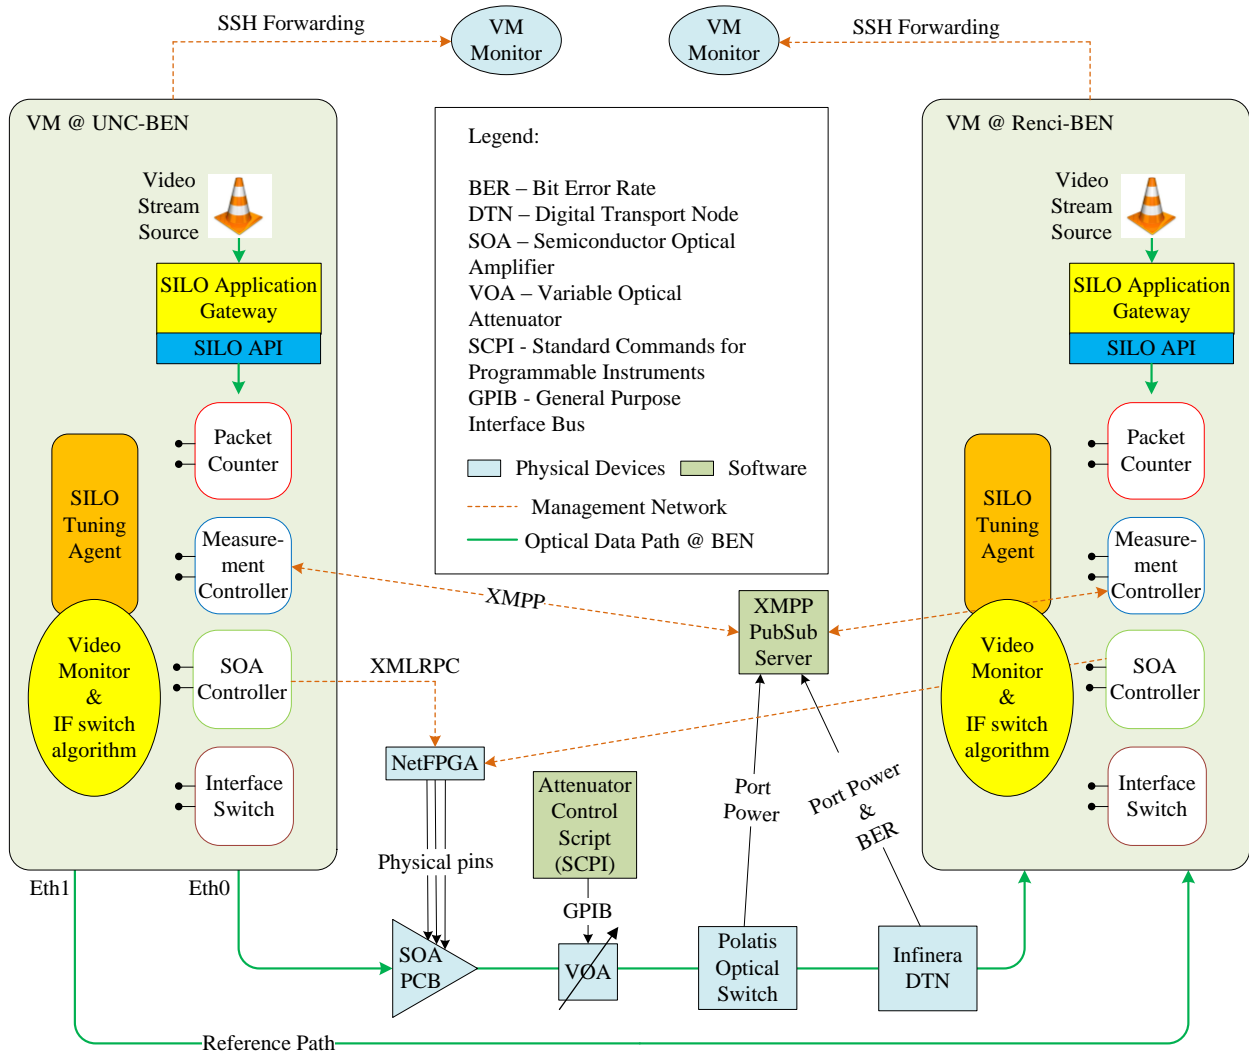 SSH Forwarding
VM
Monitor
VM
Monitor
SSH Forwarding
VM @ UNC-BEN
Video
Stream
Source
SILO Application
Gateway
SILO API
Packet
Counter
SILO
Tuning
Agent
Measure-
ment
Controller
Video
Monitor
&
IF switch
algorithm
SOA
Controller
Interface
Switch
Eth1
Eth0
Legend:
BER – Bit Error Rate
DTN – Digital Transport Node
SOA – Semiconductor Optical
Amplifier
VOA – Variable Optical
Attenuator
SCPI - Standard Commands for
Programmable Instruments
GPIB - General Purpose
Interface Bus
Physical Devices
Software
Management Network
Optical Data Path @ BEN
XMPP
XMPP
PubSub
Server
XMLRPC
NetFPGA
Physical pins
Attenuator
Control
Script
(SCPI)
GPIB
Port
Power
Port Power
&
BER
SOA
PCB
VOA
Polatis
Optical
Switch
Infinera
DTN
Reference Path
VM @ Renci-BEN
Video
Stream
Source
SILO Application
Gateway
SILO API
Packet
Counter
SILO
Tuning
Agent
Measure-
ment
Controller
Video
Monitor
&
IF switch
algorithm
SOA
Controller
Interface
Switch